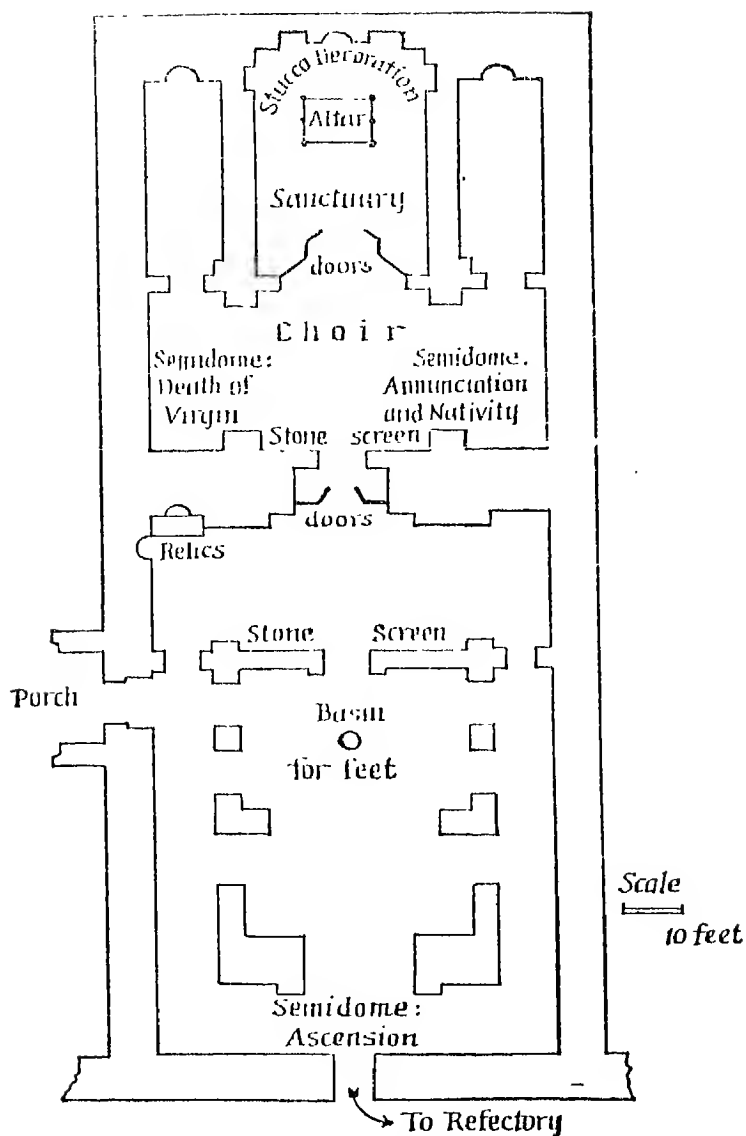 Stucco Decoration
Altar
Sanctuary
doors
Choir
Semidome:
Death of
Virgin
Semidome.
Annunciation
and Nativity
Stone screen
doors
Relics
Stone Screen
Porch
Basin
for feet
Scale
10 feet
Semidome:
Ascension
To Refectory